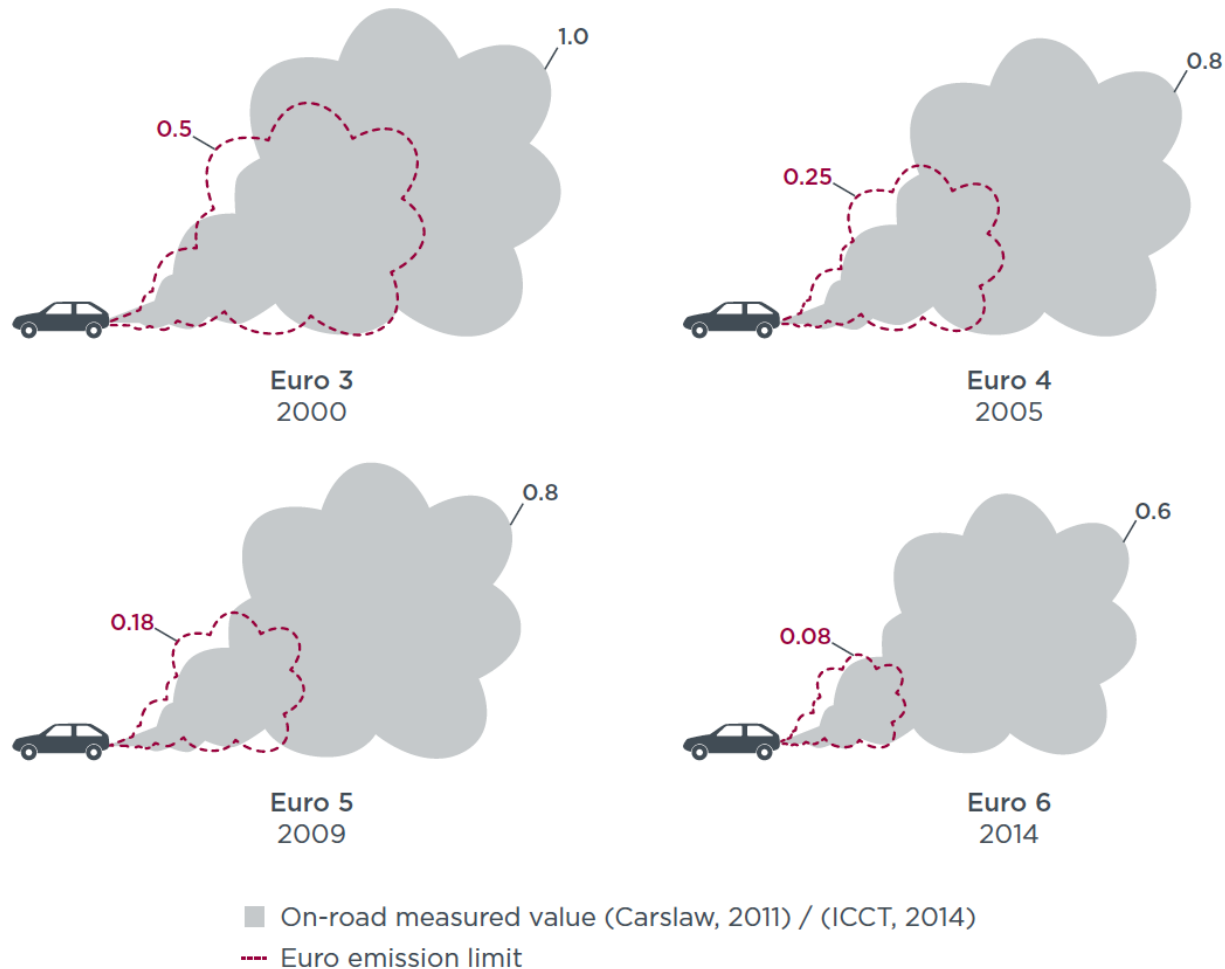 1.0
0.5
Euro 3
2000
0.8
0.25
Euro 4
2005
0.8
0.18
Euro 5
2009
0.6
0.08
Euro 6
2014
On-road measured value (Carslaw, 2011) / (ICCT, 2014)
Euro emission limit